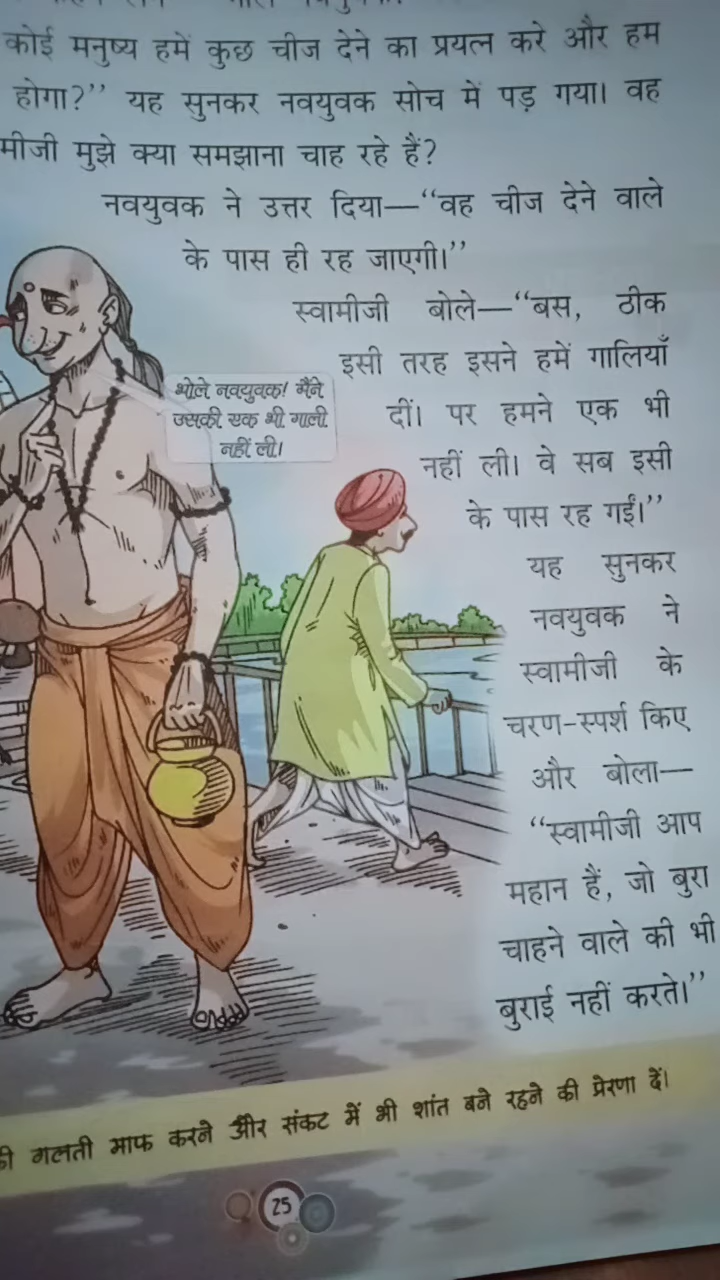 कोई मनुष्य हमें कुछ चीज देने का प्रयत्न करे और हम
होगा?’’ यह सुनकर नवयुवक सोच में पड़ गया। वह
मीजी मुझे क्या समझाना चाह रहे हैं?
नवयुवक ने उत्तर दिया—‘‘वह चीज देने वाले
के पास ही रह जाएगी।’’
स्वामीजी बोले—‘‘बस, ठीक
इसी तरह इसने हमें गालियाँ
दीं। पर हमने एक भी
नहीं ली। वे सब इसी
के पास रह गईं।’’
भोले नवयुवक! मैंने
उसकी एक भी गाली
नहीं ली।
यह सुनकर
नवयुवक ने
स्वामीजी के
चरण-स्पर्श किए
और बोला—
‘‘स्वामीजी आप
महान हैं, जो बुरा
चाहने वाले की भी
बुराई नहीं करते।’’
की गलती माफ करने और संकट में भी शांत बने रहने की प्रेरणा दें।
25